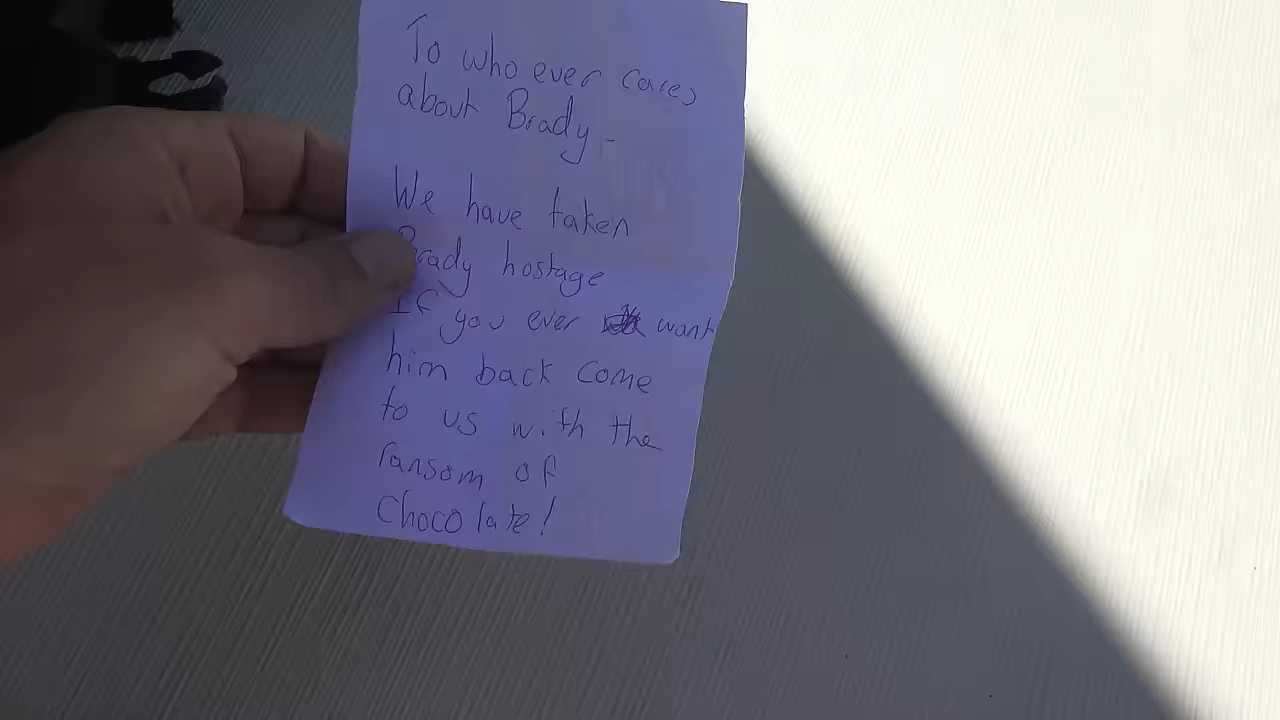 To who ever cares
about Brady-
We have taken
Brady hostage
If you ever want
him back come
to us with the
ransom of
Chocolate!